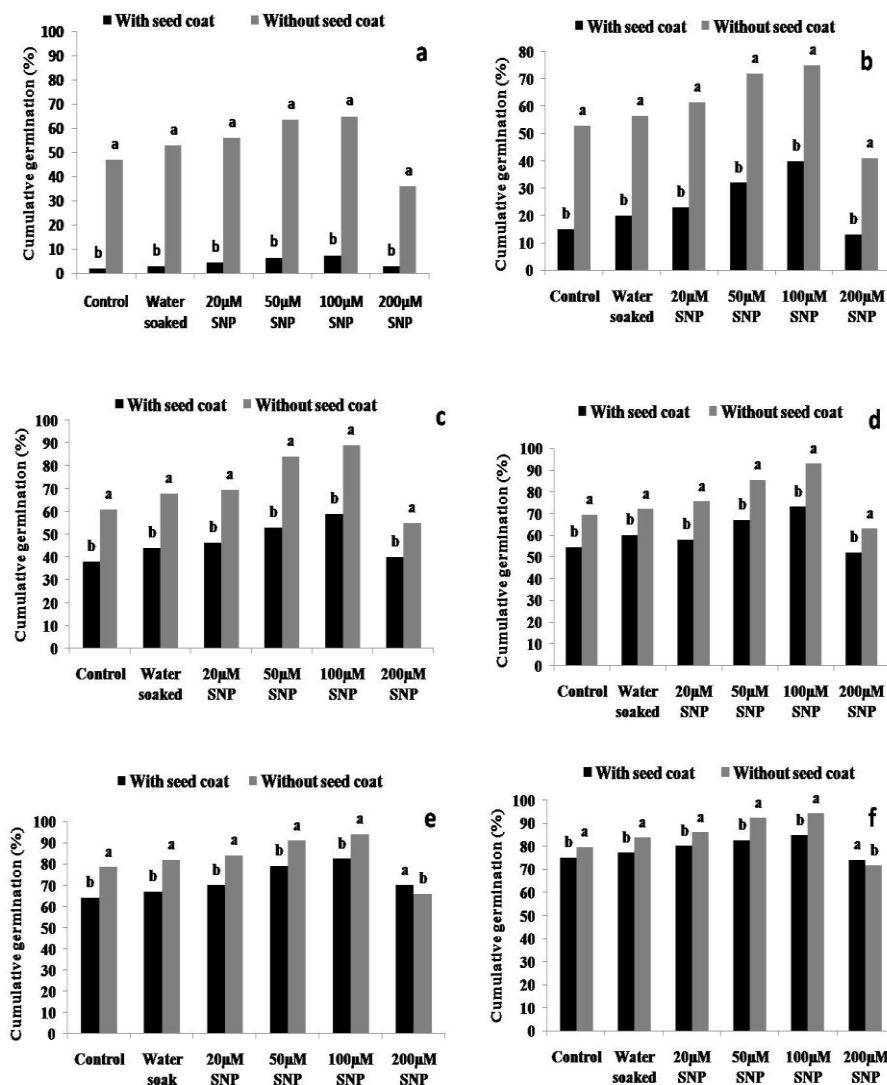 With seed coat Without seed coat
a
Cumulative germination (%)
100
90
80
70
60
50
40
30
20
10
0
a a a a a a
b b b b b b
Control Water soaked 20µM SNP 50µM SNP 100µM SNP 200µM SNP
With seed coat Without seed coat
b
Cumulative germination (%)
80
70
60
50
40
30
20
10
0
a a a a a a
b b b b b b
Control Water soaked 20µM SNP 50µM SNP 100µM SNP 200µM SNP
With seed coat Without seed coat
c
Cumulative germination (%)
100
90
80
70
60
50
40
30
20
10
0
a a a a a a
b b b b b b
Control Water soaked 20µM SNP 50µM SNP 100µM SNP 200µM SNP
With seed coat Without seed coat
d
Cumulative germination (%)
100
90
80
70
60
50
40
30
20
10
0
a a a a a a
b b b b b b
Control Water soaked 20µM SNP 50µM SNP 100µM SNP 200µM SNP
With seed coat Without seed coat
e
Cumulative germination (%)
100
90
80
70
60
50
40
30
20
10
0
b a b a b a b a b a a b
Control Water soak 20µM SNP 50µM SNP 100µM SNP 200µM SNP
With seed coat Without seed coat
f
Cumulative germination (%)
100
90
80
70
60
50
40
30
20
10
0
b a b a b a b a b a a b
Control Water soaked 20µM SNP 50µM SNP 100µM SNP 200µM SNP